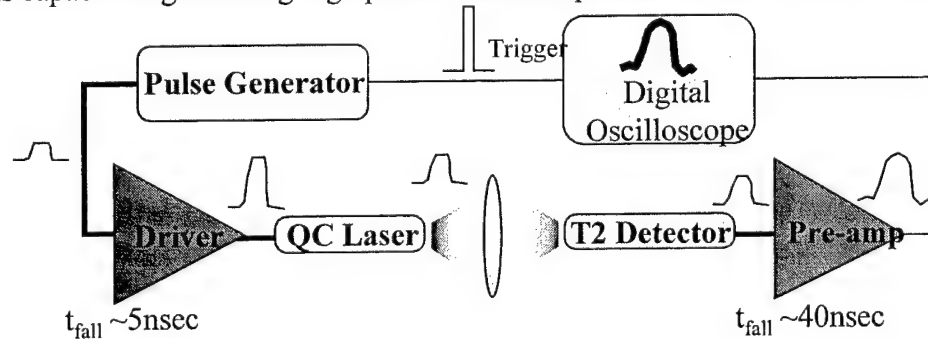 Trigger
Pulse Generator
Digital
Oscilloscope
Driver
QC Laser
T2 Detector
Pre-amp
t_fall ~5nsec
t_fall ~40nsec